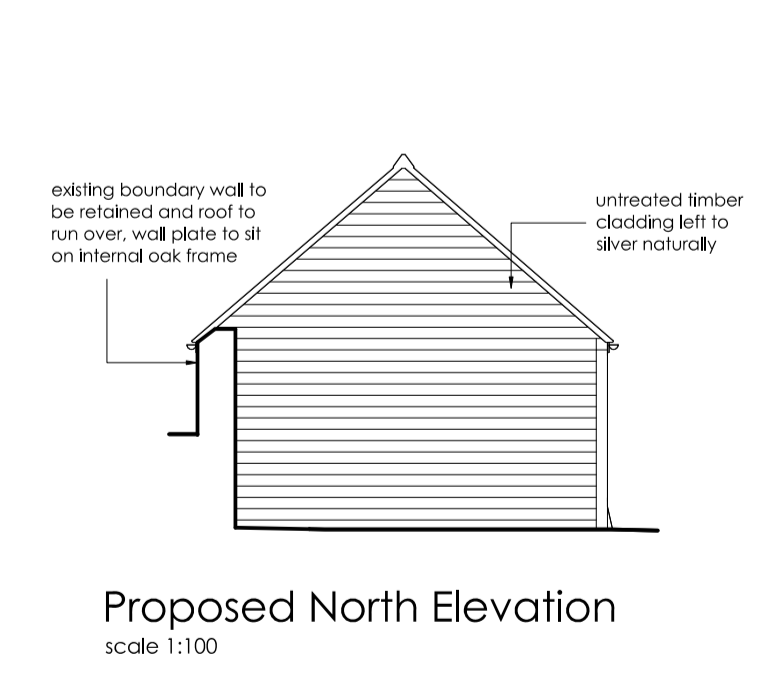 existing boundary wall to
be retained and roof to
run over, wall plate to sit
on internal oak frame
untreated timber
cladding left to
silver naturally
Proposed North Elevation
scale 1:100